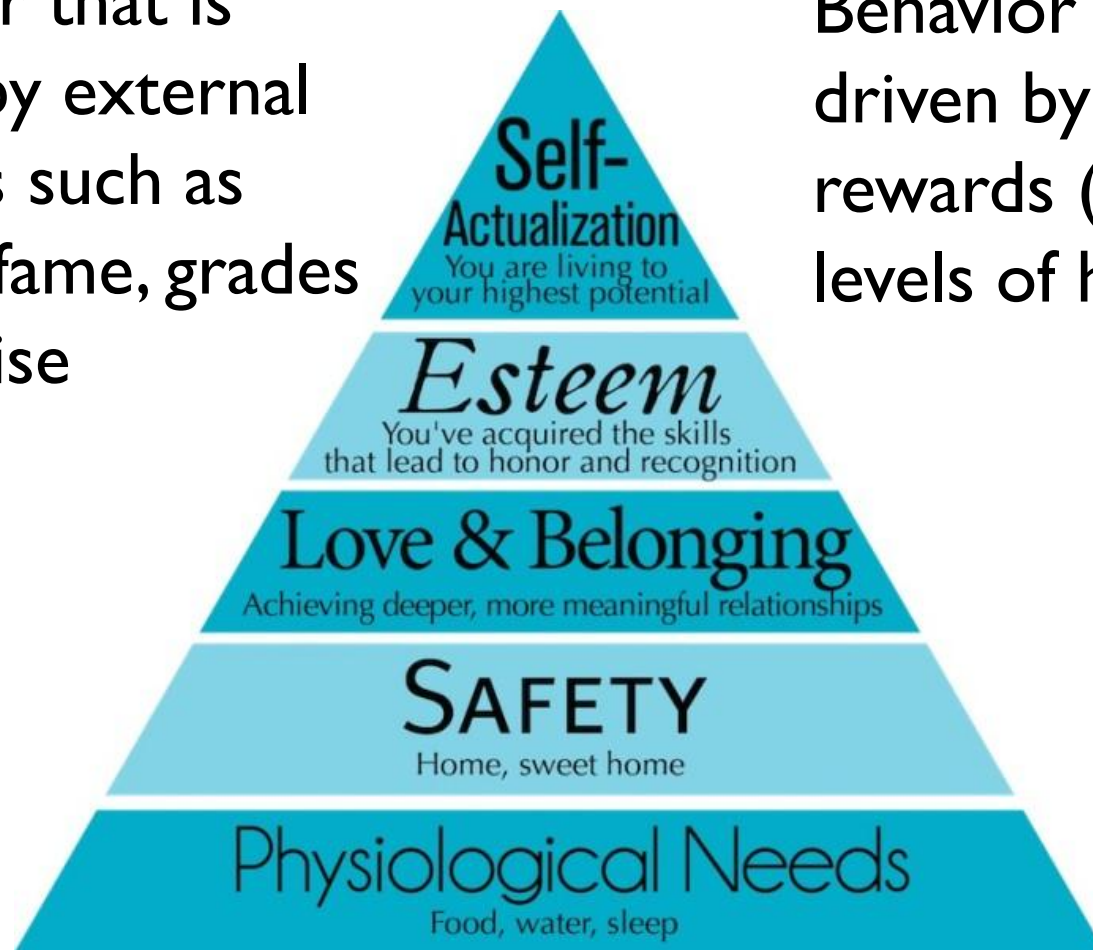 that is
by external
such as
fame, grades
Behavior
driven by
rewards (
levels of
Self-
Actualization
You are living to
your highest potential
Esteem
You've acquired the skills
that lead to honor and recognition
Love & Belonging
Achieving deeper, more meaningful relationships
SAFETY
Home, sweet home
Physiological Needs
Food, water, sleep